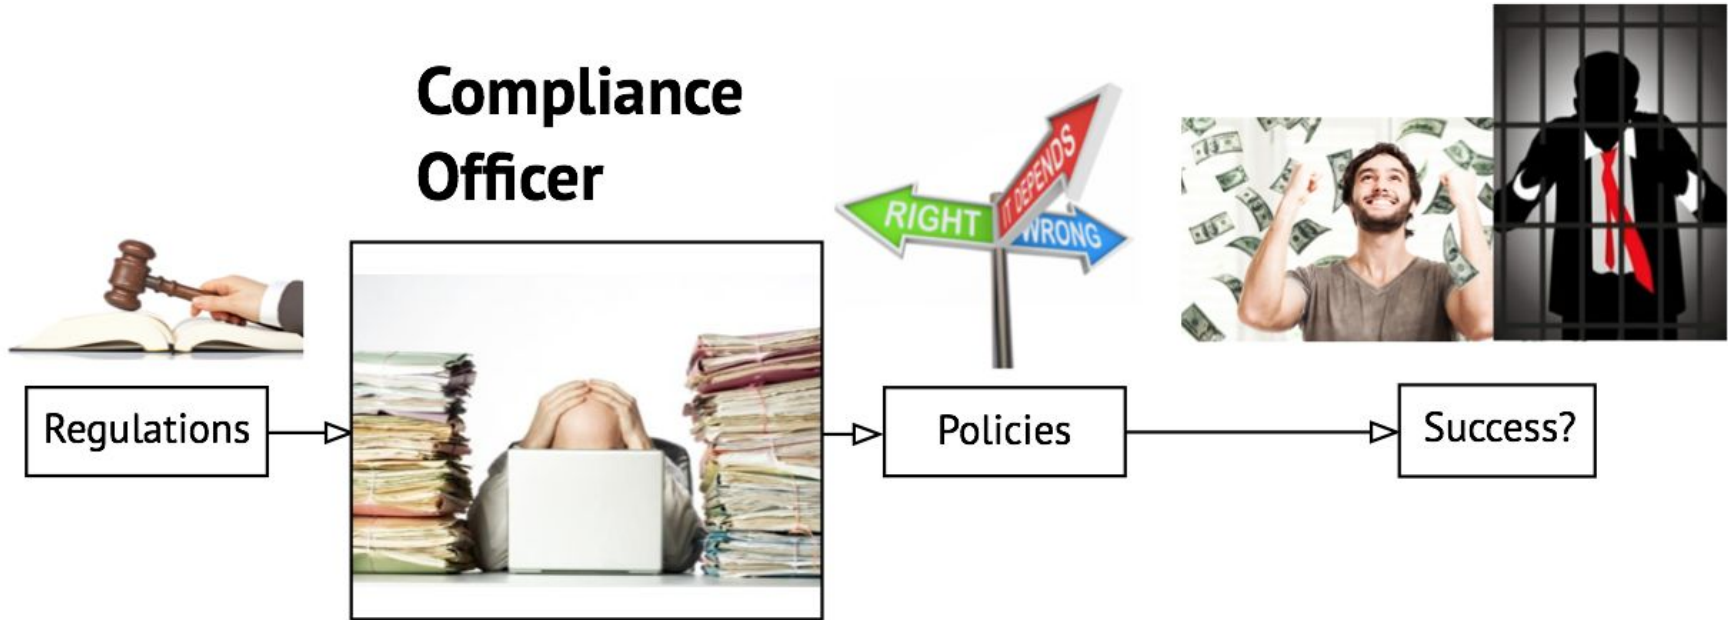 Compliance
Officer
RIGHT
IT DEPENDS
WRONG
Regulations
Policies
Success?